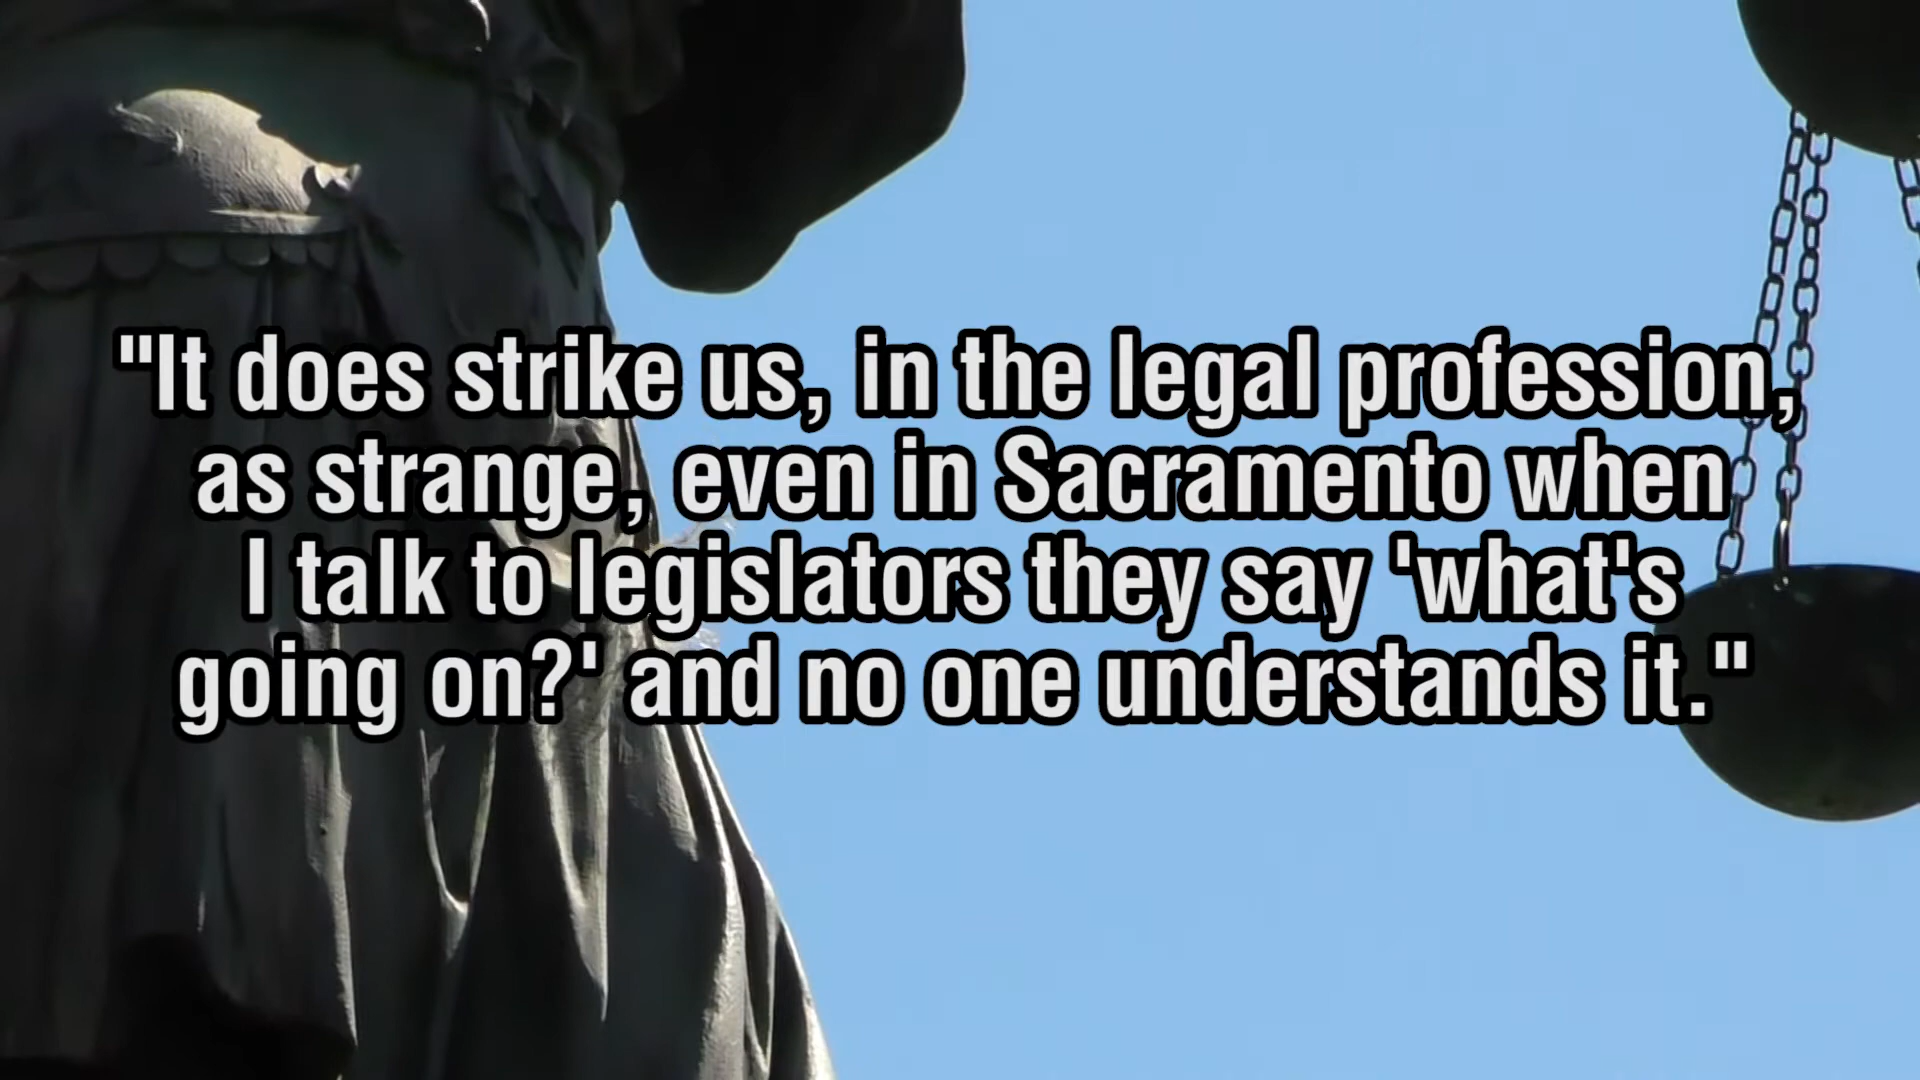 "It does strike us, in the legal profession,
as strange, even in Sacramento when
I talk to legislators they say 'what's
going on?' and no one understands it."